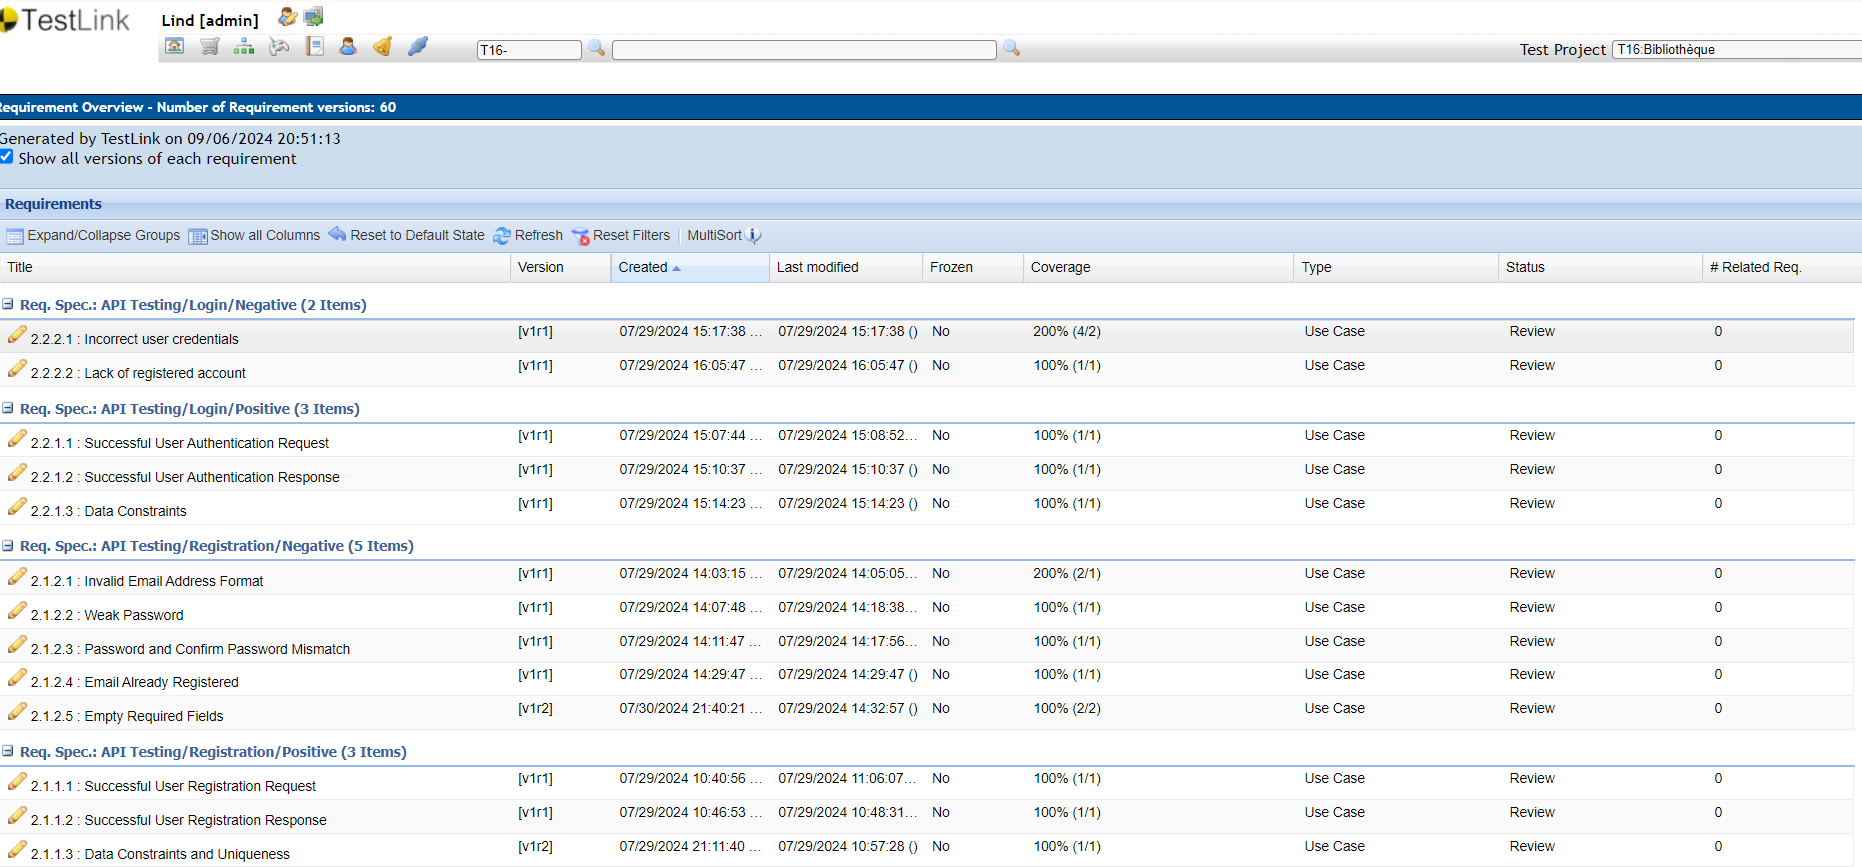 TestLink
Lind [admin]
T16-
Test Project T16:Bibliothèque
Requirement Overview - Number of Requirement versions: 60
Generated by TestLink on 09/06/2024 20:51:13
Show all versions of each requirement
Requirements
Expand/Collapse Groups Show all Columns Reset to Default State Refresh Reset Filters MultiSort
Title Version Created Last modified Frozen Coverage Type Status # Related Req.
Req. Spec.: API Testing/Login/Negative (2 Items)
2.2.2.1 : Incorrect user credentials [v1r1] 07/29/2024 15:17:38 ... 07/29/2024 15:17:38 () No 200% (4/2) Use Case Review 0
2.2.2.2 : Lack of registered account [v1r1] 07/29/2024 16:05:47 ... 07/29/2024 16:05:47 () No 100% (1/1) Use Case Review 0
Req. Spec.: API Testing/Login/Positive (3 Items)
2.2.1.1 : Successful User Authentication Request [v1r1] 07/29/2024 15:07:44 ... 07/29/2024 15:08:52... No 100% (1/1) Use Case Review 0
2.2.1.2 : Successful User Authentication Response [v1r1] 07/29/2024 15:10:37 ... 07/29/2024 15:10:37 () No 100% (1/1) Use Case Review 0
2.2.1.3 : Data Constraints [v1r1] 07/29/2024 15:14:23 ... 07/29/2024 15:14:23 () No 100% (1/1) Use Case Review 0
Req. Spec.: API Testing/Registration/Negative (5 Items)
2.1.2.1 : Invalid Email Address Format [v1r1] 07/29/2024 14:03:15 ... 07/29/2024 14:05:05... No 200% (2/1) Use Case Review 0
2.1.2.2 : Weak Password [v1r1] 07/29/2024 14:07:48 ... 07/29/2024 14:18:38... No 100% (1/1) Use Case Review 0
2.1.2.3 : Password and Confirm Password Mismatch [v1r1] 07/29/2024 14:11:47 ... 07/29/2024 14:17:56... No 100% (1/1) Use Case Review 0
2.1.2.4 : Email Already Registered [v1r1] 07/29/2024 14:29:47 ... 07/29/2024 14:29:47 () No 100% (1/1) Use Case Review 0
2.1.2.5 : Empty Required Fields [v1r2] 07/30/2024 21:40:21 ... 07/29/2024 14:32:57 () No 100% (2/2) Use Case Review 0
Req. Spec.: API Testing/Registration/Positive (3 Items)
2.1.1.1 : Successful User Registration Request [v1r1] 07/29/2024 10:40:56 ... 07/29/2024 11:06:07... No 100% (1/1) Use Case Review 0
2.1.1.2 : Successful User Registration Response [v1r1] 07/29/2024 10:46:53 ... 07/29/2024 10:48:31... No 100% (1/1) Use Case Review 0
2.1.1.3 : Data Constraints and Uniqueness [v1r2] 07/29/2024 21:11:40 ... 07/29/2024 10:57:28 () No 100% (1/1) Use Case Review 0